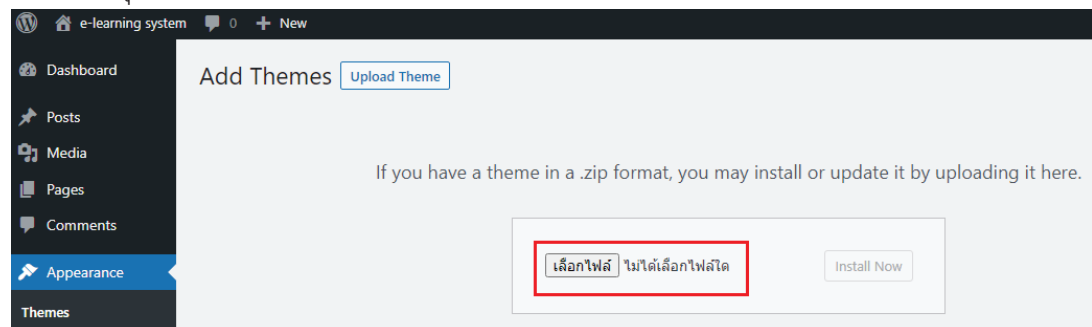 e-learning system 0 + New
Dashboard
Add Themes Upload Theme
Posts
Media
If you have a theme in a .zip format, you may install or update it by uploading it here.
Pages
Comments
เลือกไฟล์ ไม่ได้เลือกไฟล์ใด Install Now
Appearance
Themes